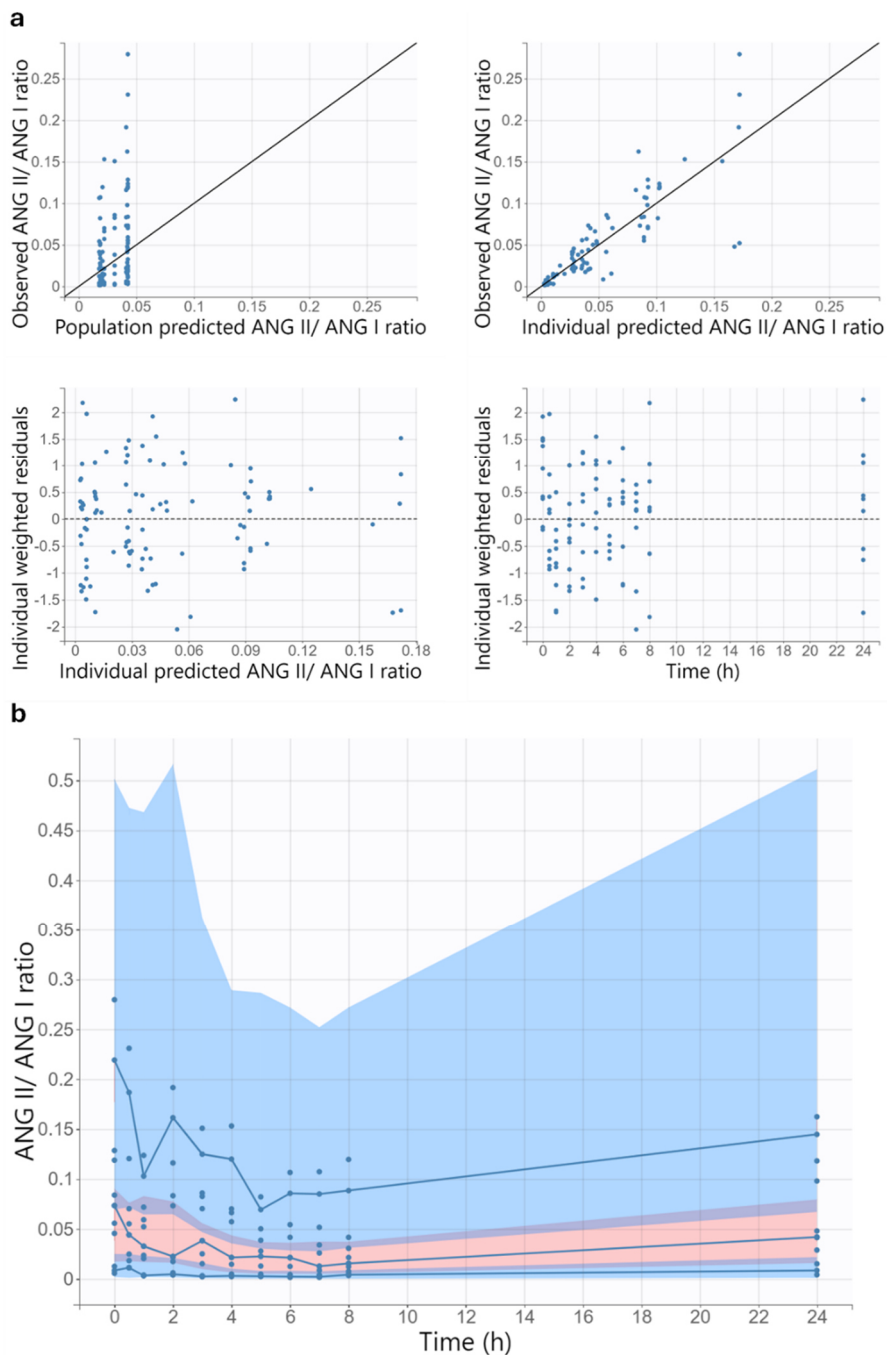 a
Observed ANG II/ ANG I ratio
0.25
0.2
0.15
0.1
0.05
0
0 0.05 0.1 0.15 0.2 0.25
Population predicted ANG II/ ANG I ratio
Observed ANG II/ ANG I ratio
0.25
0.2
0.15
0.1
0.05
0
0 0.05 0.1 0.15 0.2 0.25
Individual predicted ANG II/ ANG I ratio
Individual weighted residuals
2
1.5
1
0.5
0
-0.5
-1
-1.5
-2
0 0.03 0.06 0.09 0.12 0.15 0.18
Individual predicted ANG II/ ANG I ratio
Individual weighted residuals
2
1.5
1
0.5
0
-0.5
-1
-1.5
-2
0 2 4 6 8 10 12 14 16 18 20 22 24
Time (h)
b
ANG II/ ANG I ratio
0.5
0.45
0.4
0.35
0.3
0.25
0.2
0.15
0.1
0.05
0
0 2 4 6 8 10 12 14 16 18 20 22 24
Time (h)